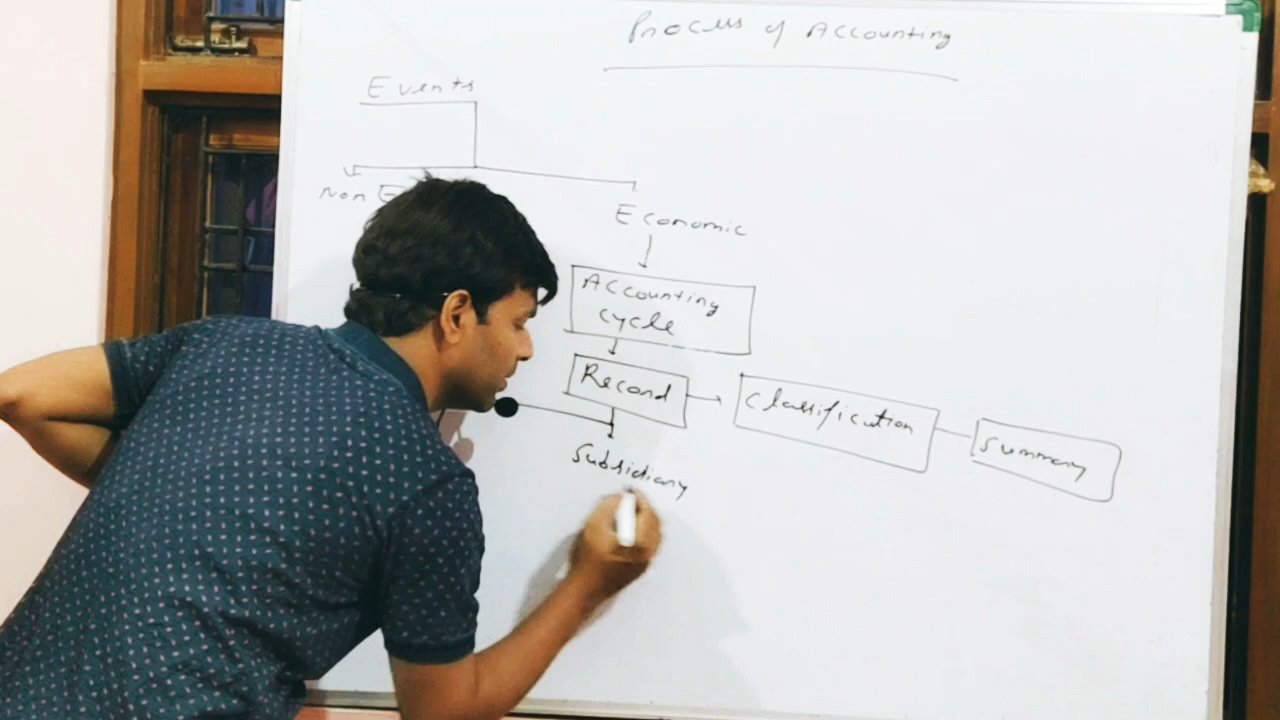 Process of Accounting
Events
Non E
Economic
Accounting
cycle
Record
Classification
Summary
Subsidiary